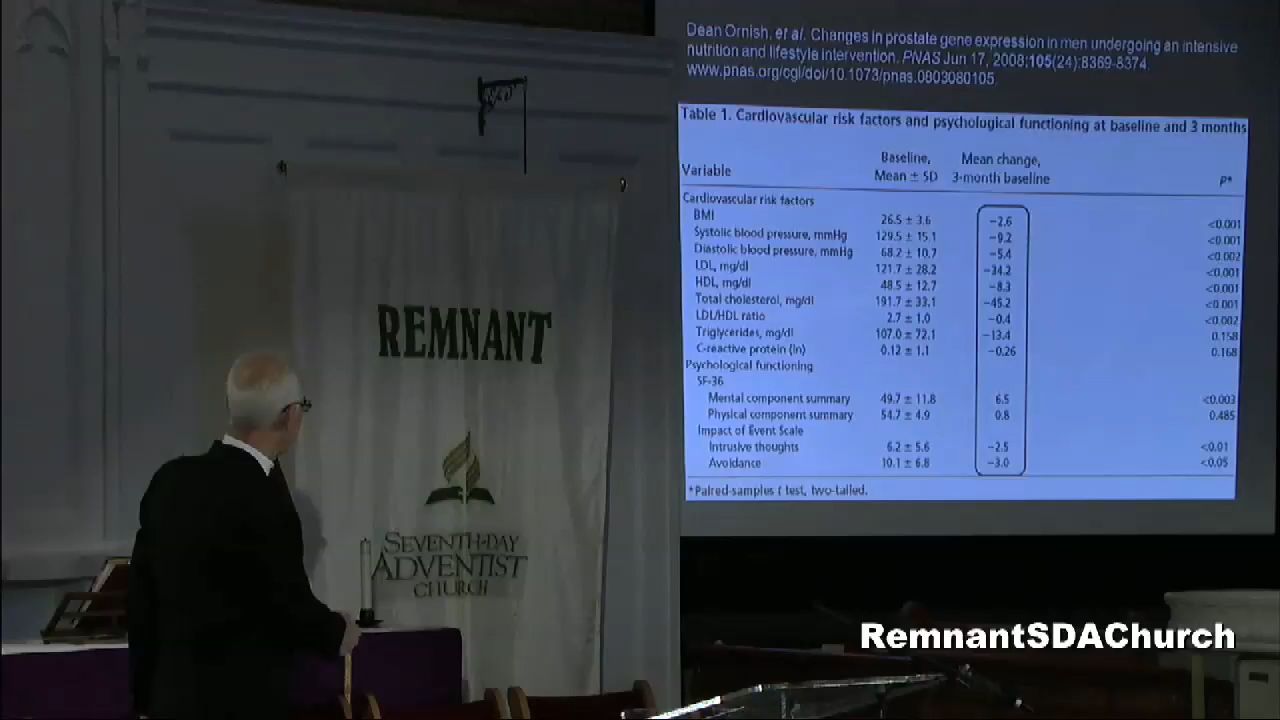 Dean Ornish, et al. Changes in prostate gene expression in men undergoing an intensive
nutrition and lifestyle intervention. PNAS Jun 17, 2008;105(24):8369-8374.
www.pnas.org/cgi/doi/10.1073/pnas.0803080105.
Table 1. Cardiovascular risk factors and psychological functioning at baseline and 3 months
Variable Baseline, Mean ± SD Mean change, 3-month baseline P*
Cardiovascular risk factors
BMI 26.5 ± 3.6 −2.6 <0.001
Systolic blood pressure, mmHg 129.5 ± 15.1 −9.2 <0.001
Diastolic blood pressure, mmHg 68.2 ± 10.7 −5.4 <0.002
LDL, mg/dl 121.7 ± 28.2 −34.2 <0.001
HDL, mg/dl 48.5 ± 12.7 −8.3 <0.001
Total cholesterol, mg/dl 191.7 ± 33.1 −45.2 <0.001
LDL/HDL ratio 2.7 ± 1.0 −0.4 <0.002
Triglycerides, mg/dl 107.0 ± 72.1 −13.4 0.158
C-reactive protein (ln) 0.12 ± 1.1 −0.26 0.168
Psychological functioning
SF-36
Mental component summary 49.7 ± 11.8 6.5 <0.003
Physical component summary 54.7 ± 4.9 0.8 0.485
Impact of Event Scale
Intrusive thoughts 6.2 ± 5.6 −2.5 <0.01
Avoidance 10.1 ± 6.8 −3.0 <0.05
*Paired-samples t test, two-tailed.
REMNANT
SEVENTH-DAY
ADVENTIST
CHURCH
RemnantSDAChurch